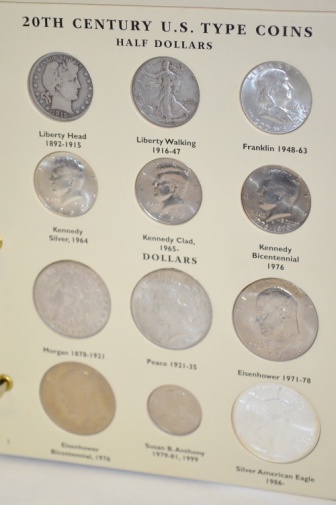 20TH CENTURY U.S. TYPE COINS
HALF DOLLARS
Liberty Head
1892-1915
Liberty Walking
1916-47
Franklin 1948-63
Kennedy
Silver, 1964
Kennedy Clad,
1965-
Kennedy
Bicentennial
1976
DOLLARS
Morgan 1878-1921
Peace 1921-35
Eisenhower 1971-78
Eisenhower
Bicentennial, 1976
Susan B. Anthony
1979-81, 1999
Silver American Eagle
1986-